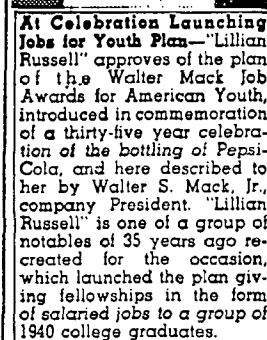 At Celebration Launching
Jobs for Youth Plan—"Lillian
Russell" approves of the plan
of the Walter Mack Job
Awards for American Youth,
introduced in commemoration
of a thirty-five year celebra-
tion of the bottling of Pepsi-
Cola, and here described to
her by Walter S. Mack, Jr.,
company President. "Lillian
Russell" is one of a group of
notables of 35 years ago re-
created for the occasion,
which launched the plan giv-
ing fellowships in the form
of salaried jobs to a group of
1940 college graduates.